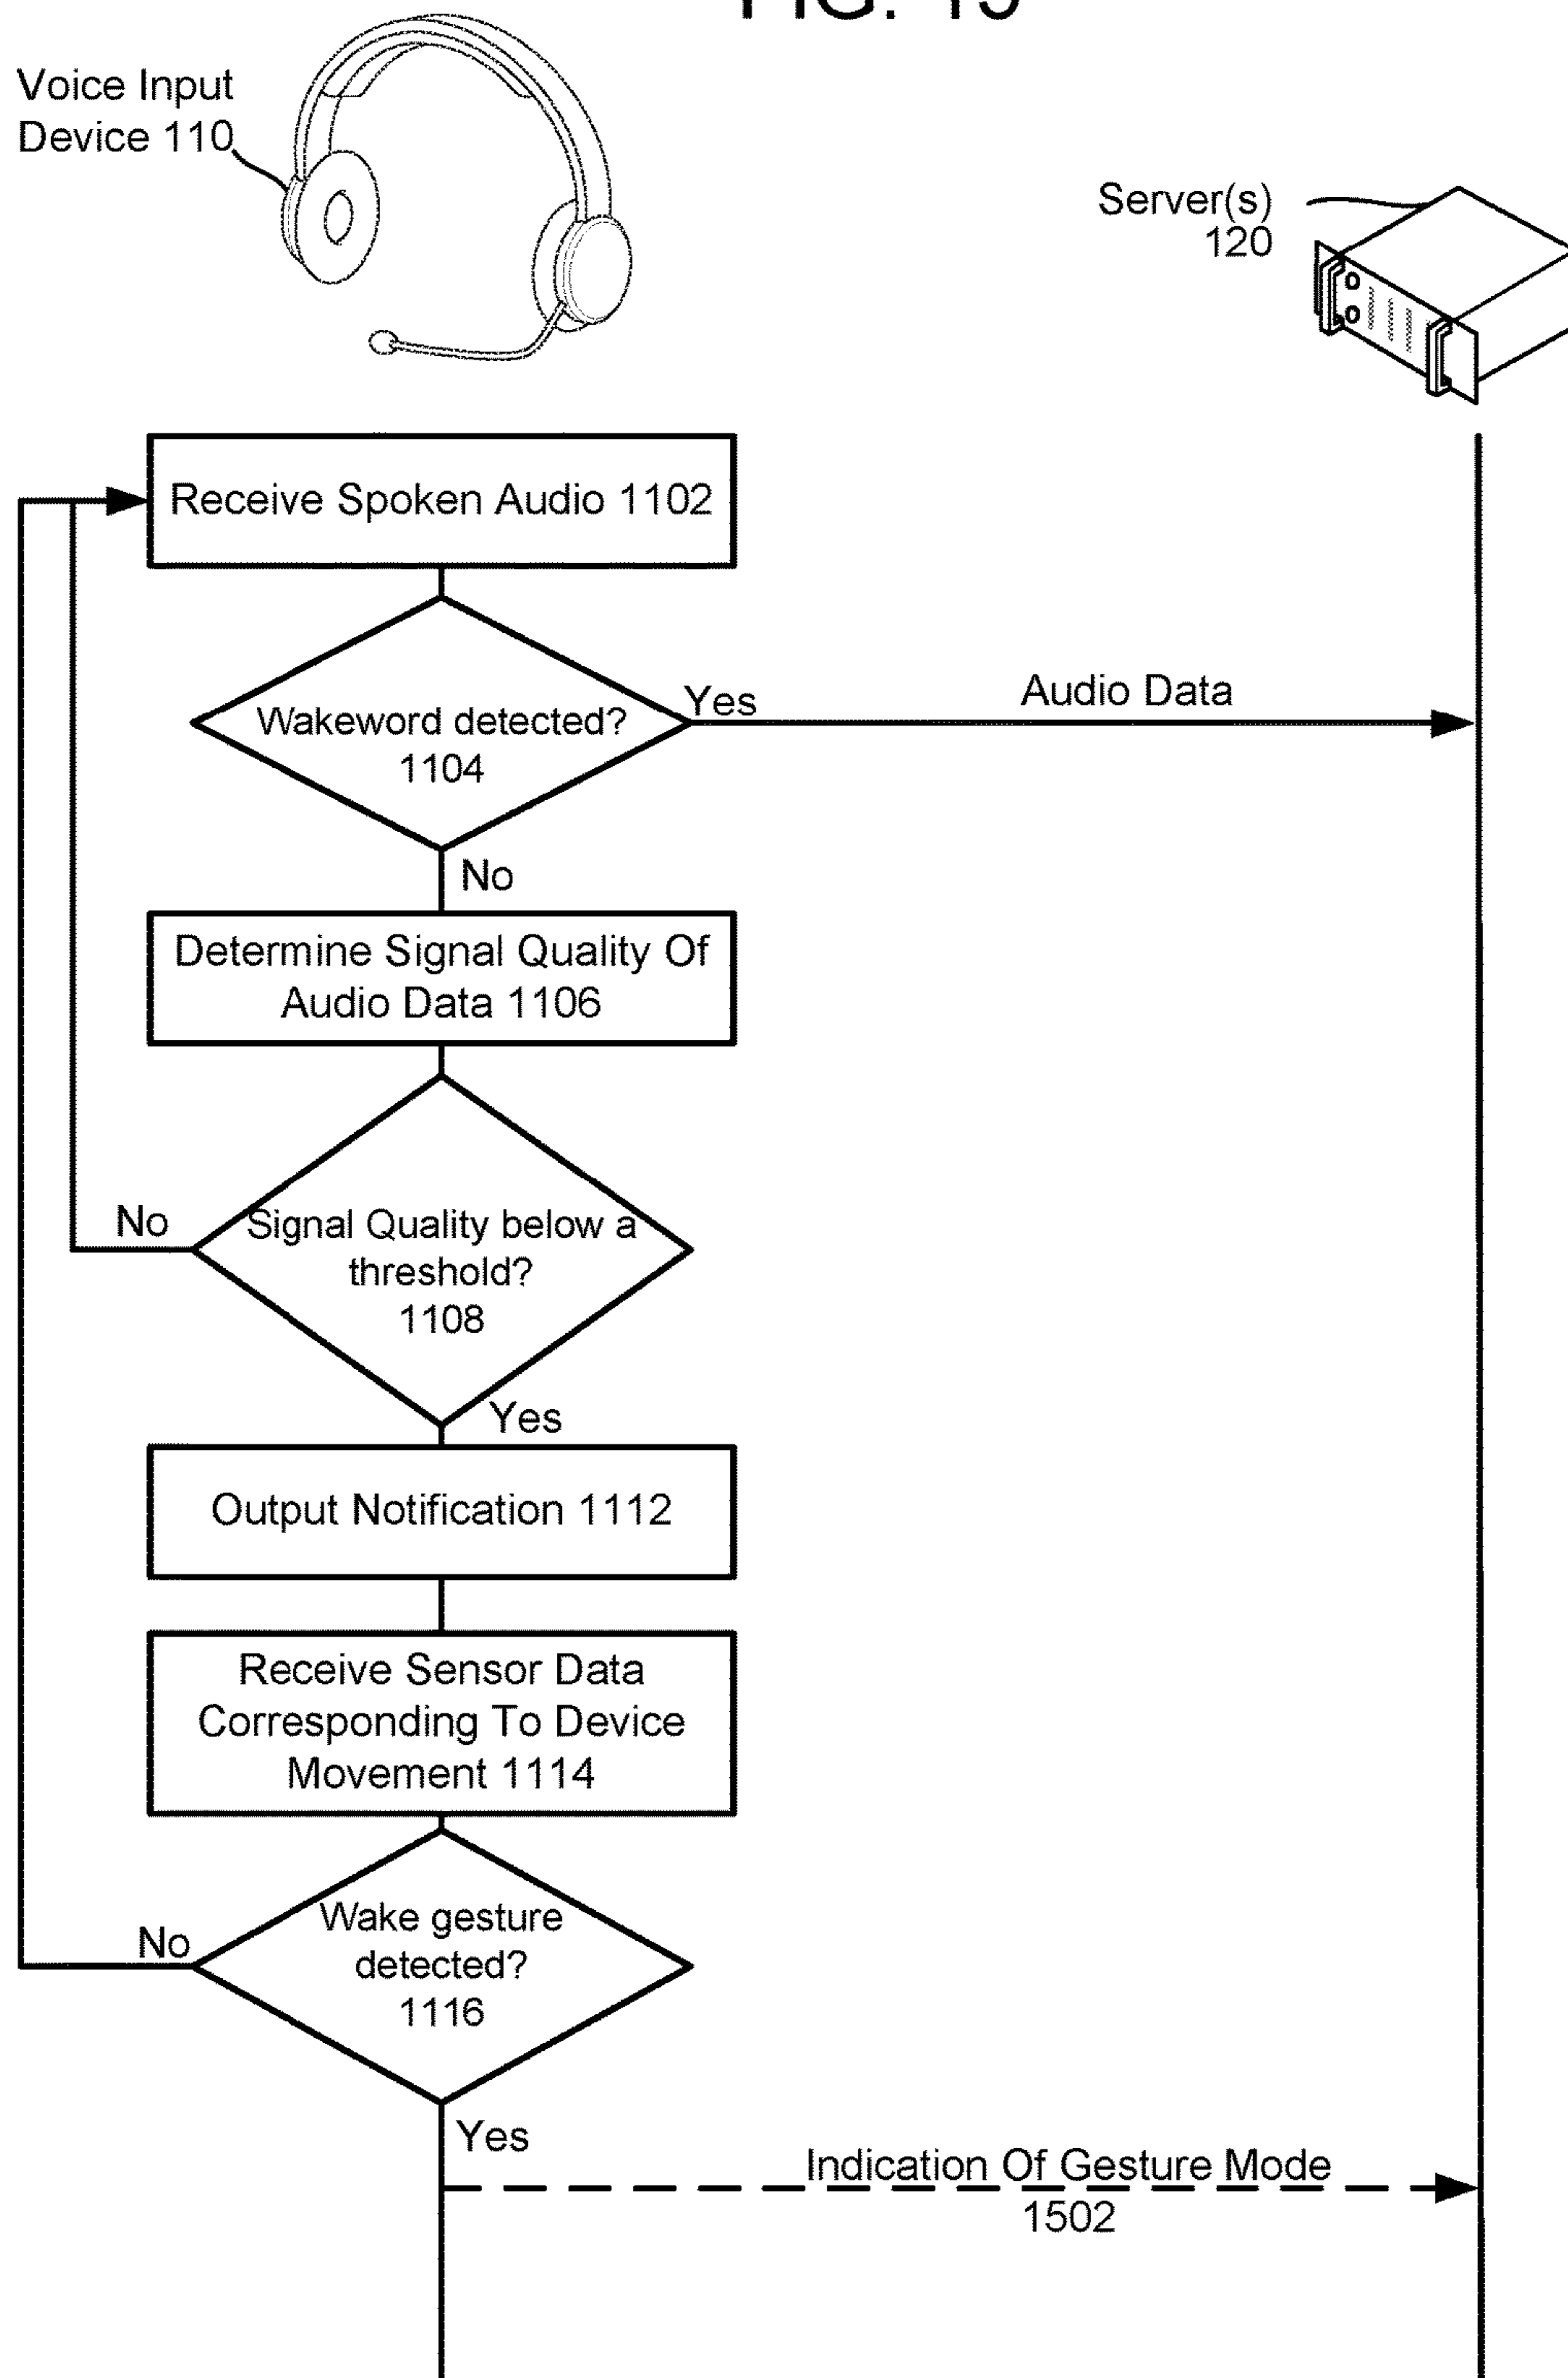 FIG.
Voice Input
Device 110
Server(s)
120
Receive Spoken Audio 1102
Wakeword detected?
1104
Yes
Audio Data
No
Determine Signal Quality Of
Audio Data 1106
No
Signal Quality below a
threshold?
1108
Yes
Output Notification 1112
Receive Sensor Data
Corresponding To Device
Movement 1114
No
Wake gesture
detected?
1116
Yes
Indication Of Gesture Mode
1502